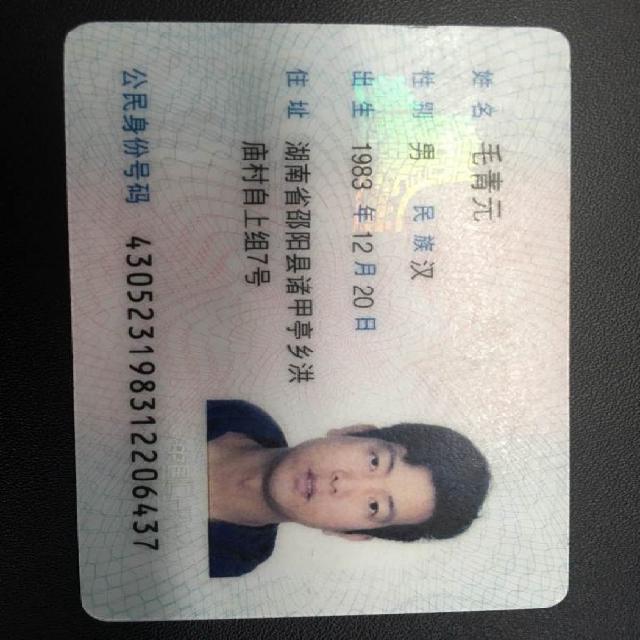 姓名 毛青元
性别 男 民族 汉
出生 1983 年 12 月 20 日
住址 湖南省邵阳县诸甲亭乡洪
庙村自上组7号
公民身份号码 430523198312206437